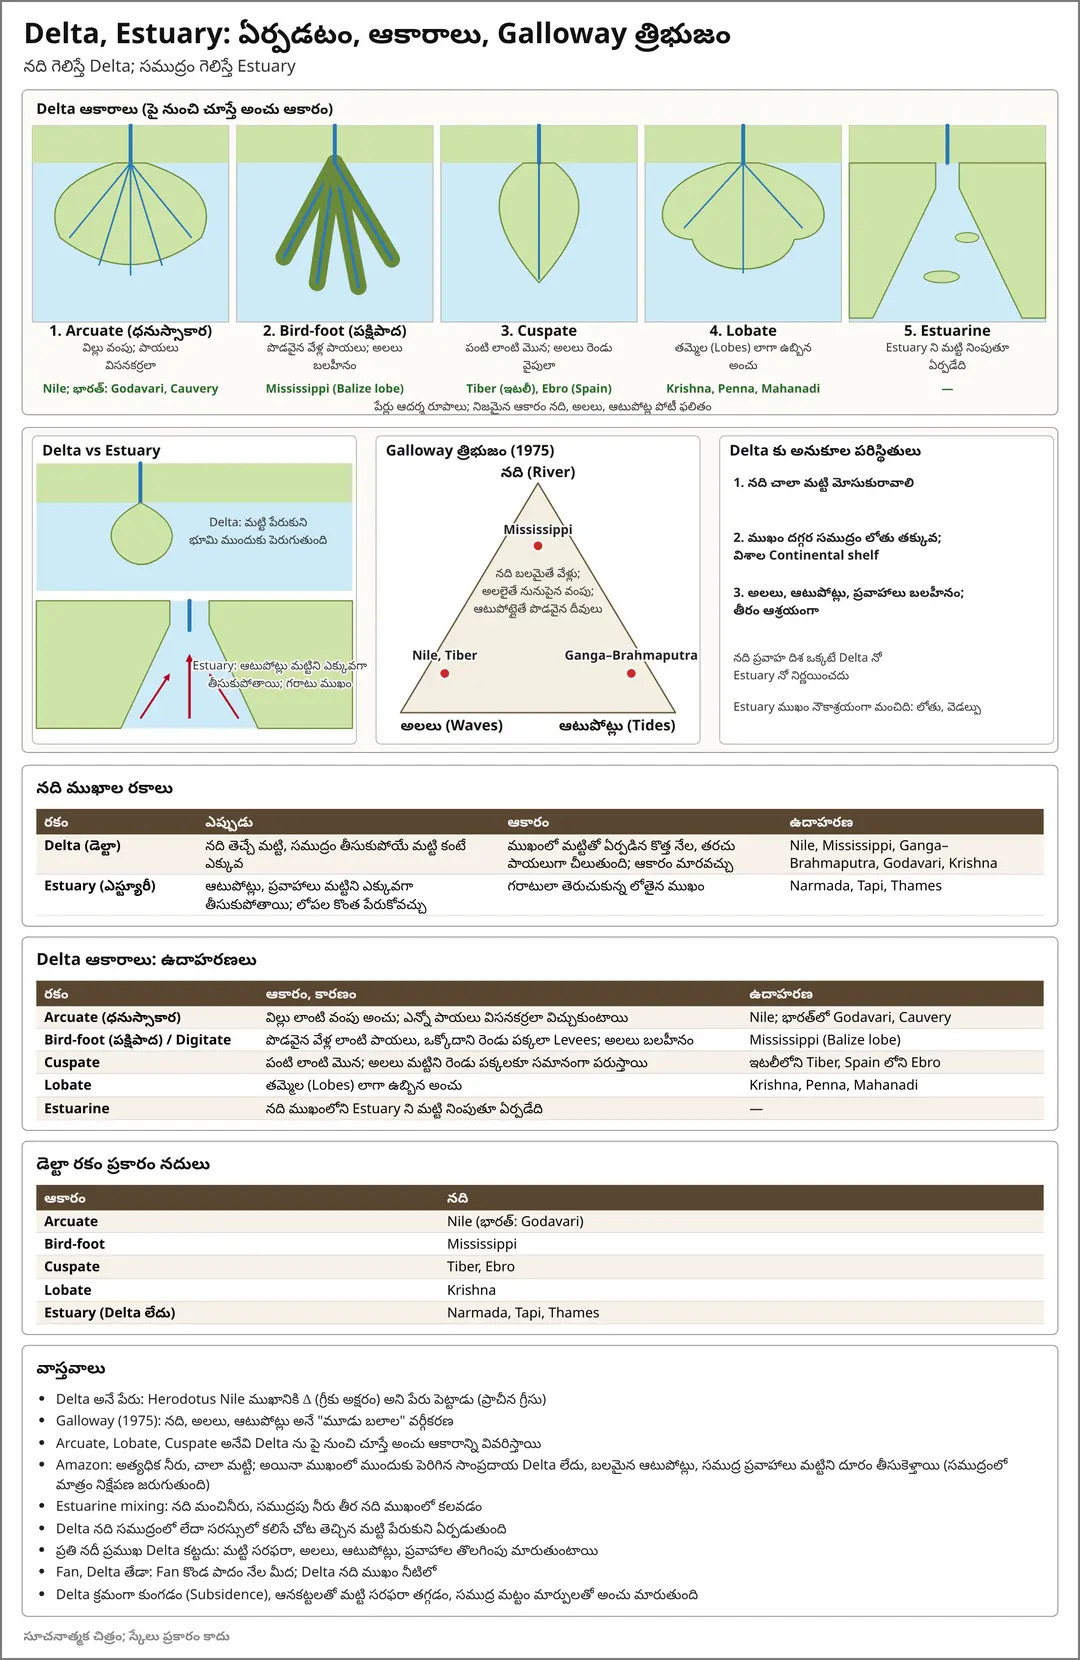 Delta, Estuary: ఏర్పడటం, ఆకారాలు, Galloway త్రిభుజం
నది గెలిస్తే Delta; సముద్రం గెలిస్తే Estuary
Delta ఆకారాలు (పై నుంచి చూస్తే అంచు ఆకారం)
1. Arcuate (ధనుస్సాకార)
విల్లు వంపు; పాయలు
విసనకర్రలా
Nile; భారత్: Godavari, Cauvery
2. Bird-foot (పక్షిపాద)
పొడవైన వేళ్ల పాయలు; అలలు
బలహీనం
Mississippi (Balize lobe)
3. Cuspate
పంటి లాంటి మొన; అలలు రెండు
వైపులా
Tiber (ఇటలీ), Ebro (Spain)
4. Lobate
తమ్మెల (Lobes) లాగా ఉబ్బిన
అంచు
Krishna, Penna, Mahanadi
5. Estuarine
Estuary ని మట్టి నింపుతూ
ఏర్పడేది
—
పేర్లు ఆదర్శ రూపాలు; నిజమైన ఆకారం నది, అలలు, ఆటుపోట్ల పోటీ ఫలితం
Delta vs Estuary
Delta: మట్టి పేరుకుని
భూమి ముందుకు పెరుగుతుంది
Estuary: ఆటుపోట్లు మట్టిని ఎక్కువగా
తీసుకుపోతాయి; గరాటు ముఖం
Galloway త్రిభుజం (1975)
నది (River)
Mississippi
నది బలమైతే వేళ్లు;
అలలైతే నునుపైన వంపు;
ఆటుపోట్లైతే పొడవైన దీవులు
Nile, Tiber
Ganga–Brahmaputra
అలలు (Waves)
ఆటుపోట్లు (Tides)
Delta కు అనుకూల పరిస్థితులు
1. నది చాలా మట్టి మోసుకురావాలి
2. ముఖం దగ్గర సముద్రం లోతు తక్కువ;
విశాల Continental shelf
3. అలలు, ఆటుపోట్లు, ప్రవాహాలు బలహీనం;
తీరం ఆశ్రయంగా
నది ప్రవాహ దిశ ఒక్కటే Delta నో
Estuary నో నిర్ణయించదు
Estuary ముఖం నౌకాశ్రయంగా మంచిది: లోతు, వెడల్పు
నది ముఖాల రకాలు
రకం ఎప్పుడు ఆకారం ఉదాహరణ
Delta (డెల్టా) నది తెచ్చే మట్టి, సముద్రం తీసుకుపోయే మట్టి కంటే ముఖంలో మట్టితో ఏర్పడిన కొత్త నేల, తరచు Nile, Mississippi, Ganga–
ఎక్కువ పాయలుగా చీలుతుంది; ఆకారం మారవచ్చు Brahmaputra, Godavari, Krishna
Estuary (ఎస్ట్యూరీ) ఆటుపోట్లు, ప్రవాహాలు మట్టిని ఎక్కువగా గరాటులా తెరుచుకున్న లోతైన ముఖం Narmada, Tapi, Thames
తీసుకుపోతాయి; లోపల కొంత పేరుకోవచ్చు
Delta ఆకారాలు: ఉదాహరణలు
రకం ఆకారం, కారణం ఉదాహరణ
Arcuate (ధనుస్సాకార) విల్లు లాంటి వంపు అంచు; ఎన్నో పాయలు విసనకర్రలా విచ్చుకుంటాయి Nile; భారత్‌లో Godavari, Cauvery
Bird-foot (పక్షిపాద) / Digitate పొడవైన వేళ్ల లాంటి పాయలు, ఒక్కోదాని రెండు పక్కలా Levees; అలలు బలహీనం Mississippi (Balize lobe)
Cuspate పంటి లాంటి మొన; అలలు మట్టిని రెండు పక్కలకూ సమానంగా పరుస్తాయి ఇటలీలోని Tiber, Spain లోని Ebro
Lobate తమ్మెల (Lobes) లాగా ఉబ్బిన అంచు Krishna, Penna, Mahanadi
Estuarine నది ముఖంలోని Estuary ని మట్టి నింపుతూ ఏర్పడేది —
డెల్టా రకం ప్రకారం నదులు
ఆకారం నది
Arcuate Nile (భారత్: Godavari)
Bird-foot Mississippi
Cuspate Tiber, Ebro
Lobate Krishna
Estuary (Delta లేదు) Narmada, Tapi, Thames
వాస్తవాలు
• Delta అనే పేరు: Herodotus Nile ముఖానికి Δ (గ్రీకు అక్షరం) అని పేరు పెట్టాడు (ప్రాచీన గ్రీసు)
• Galloway (1975): నది, అలలు, ఆటుపోట్లు అనే "మూడు బలాల" వర్గీకరణ
• Arcuate, Lobate, Cuspate అనేవి Delta ను పై నుంచి చూస్తే అంచు ఆకారాన్ని వివరిస్తాయి
• Amazon: అత్యధిక నీరు, చాలా మట్టి; అయినా ముఖంలో ముందుకు పెరిగిన సాంప్రదాయ Delta లేదు, బలమైన ఆటుపోట్లు, సముద్ర ప్రవాహాలు మట్టిని దూరం తీసుకెళ్తాయి (సముద్రంలో
మాత్రం నిక్షేపణ జరుగుతుంది)
• Estuarine mixing: నది మంచినీరు, సముద్రపు నీరు తీర నది ముఖంలో కలవడం
• Delta నది సముద్రంలో లేదా సరస్సులో కలిసే చోట తెచ్చిన మట్టి పేరుకుని ఏర్పడుతుంది
• ప్రతి నదీ ప్రముఖ Delta కట్టదు: మట్టి సరఫరా, అలలు, ఆటుపోట్లు, ప్రవాహాల తొలగింపు మారుతుంటాయి
• Fan, Delta తేడా: Fan కొండ పాదం నేల మీద; Delta నది ముఖం నీటిలో
• Delta క్రమంగా కుంగడం (Subsidence), ఆనకట్టలతో మట్టి సరఫరా తగ్గడం, సముద్ర మట్టం మార్పులతో అంచు మారుతుంది
సూచనాత్మక చిత్రం; స్కేలు ప్రకారం కాదు